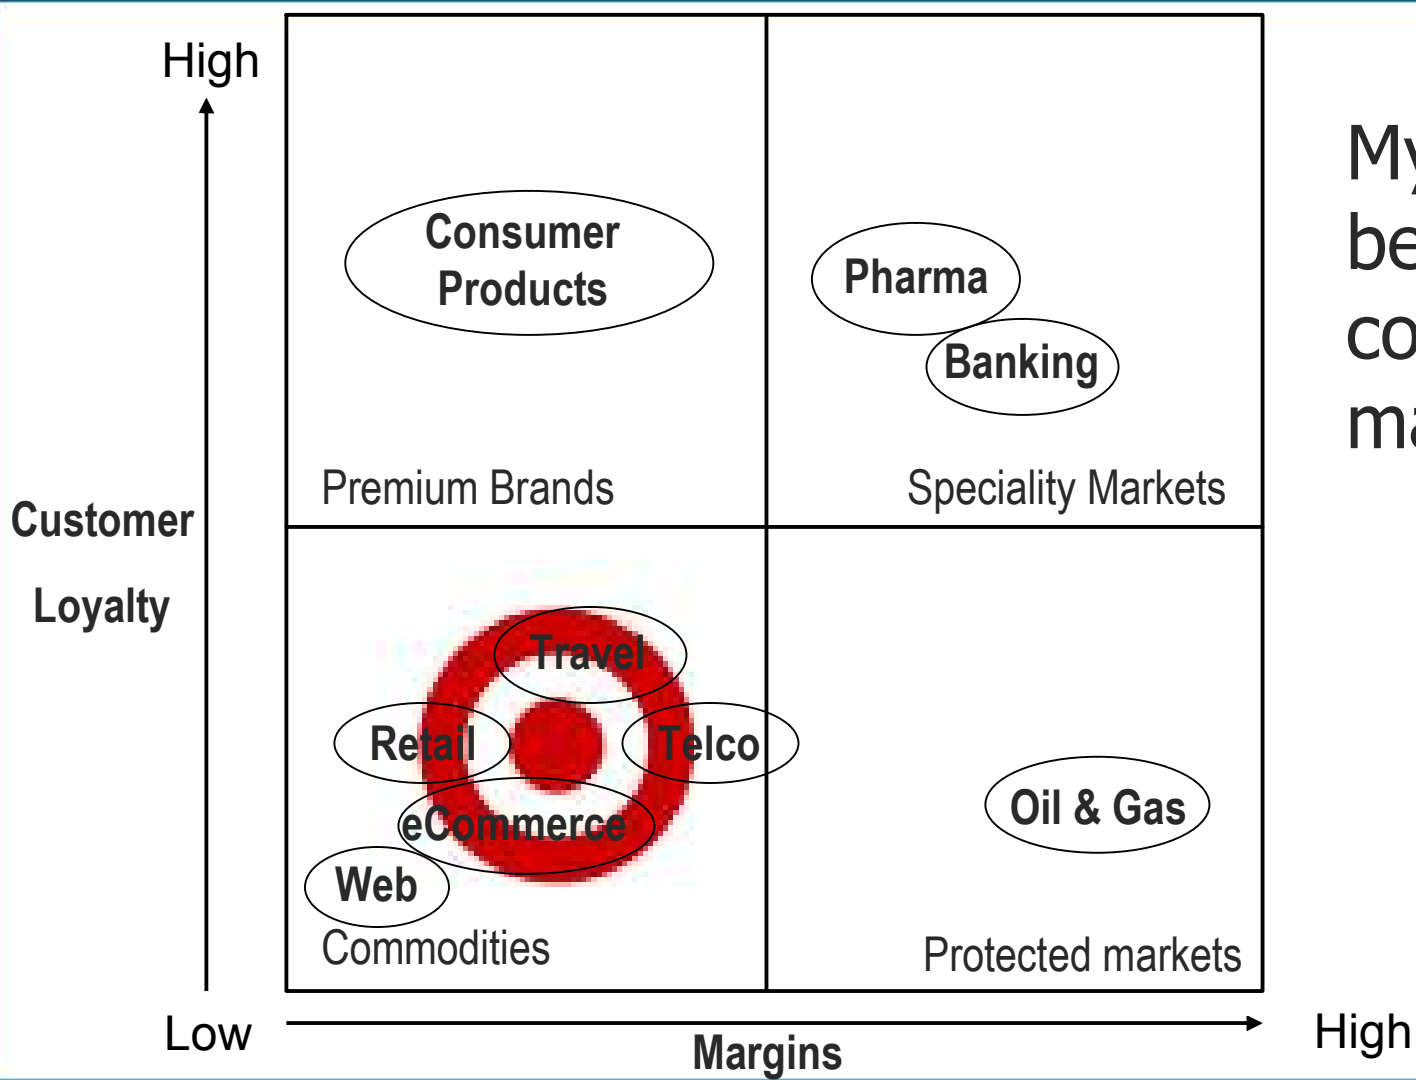 High
Consumer
Products
Pharma
Banking
Premium Brands
Speciality Markets
Customer
Loyalty
Travel
Retail
Telco
eCommerce
Oil & Gas
Web
Commodities
Protected markets
Low
Margins
High